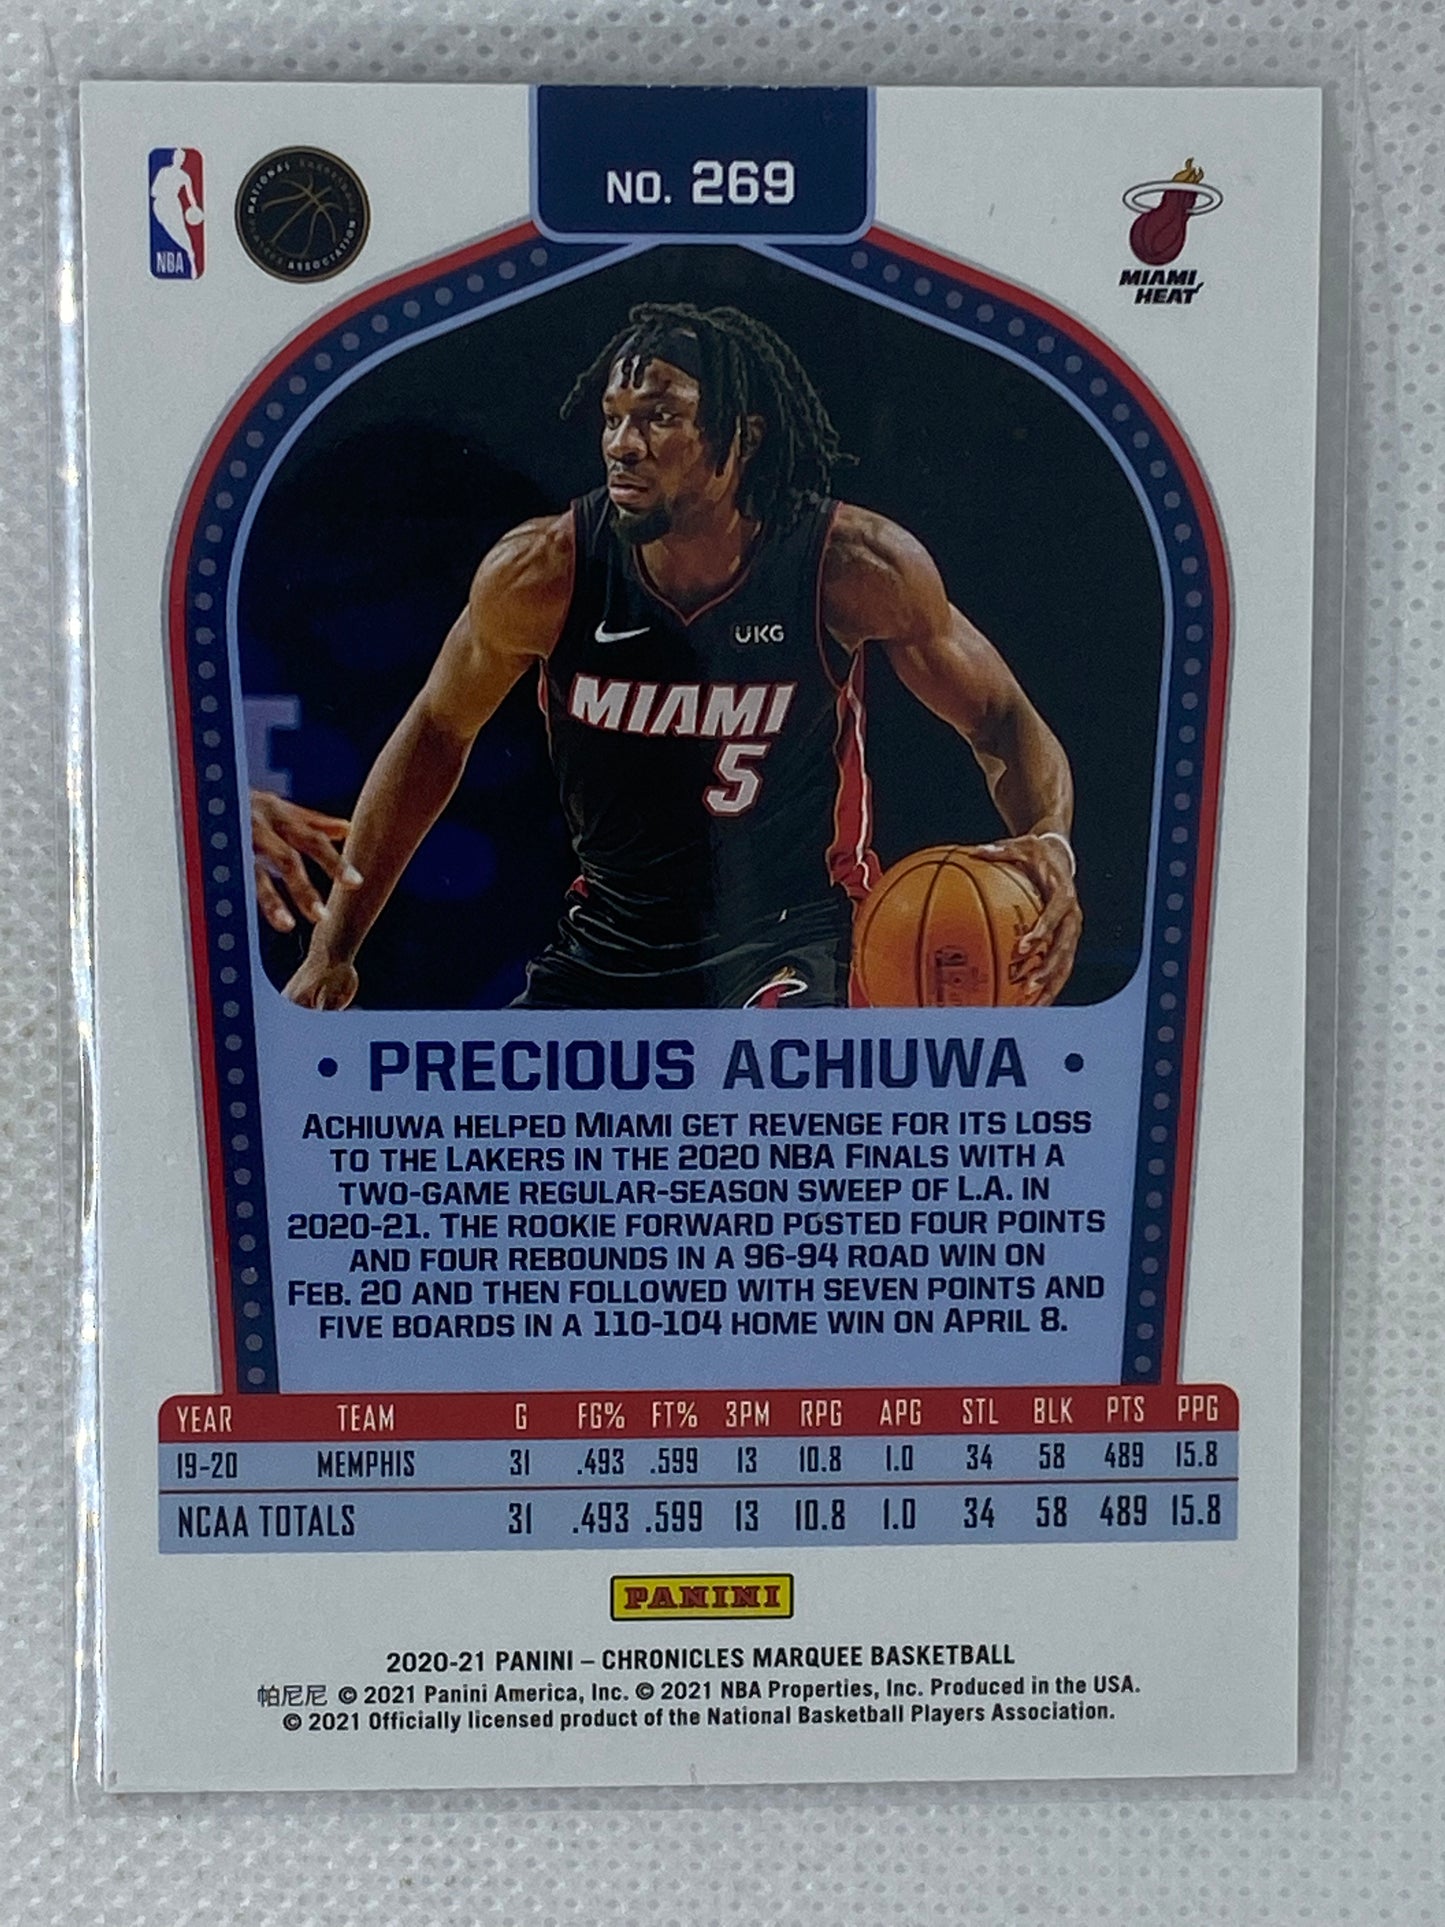 NO. 269
NBA
NATIONAL BASKETBALL
PLAYERS ASSOCIATION
MIAMI
HEAT
UKG
MIAMI
5
• PRECIOUS ACHIUWA •
ACHIUWA HELPED MIAMI GET REVENGE FOR ITS LOSS
TO THE LAKERS IN THE 2020 NBA FINALS WITH A
TWO-GAME REGULAR-SEASON SWEEP OF L.A. IN
2020-21. THE ROOKIE FORWARD POSTED FOUR POINTS
AND FOUR REBOUNDS IN A 96-94 ROAD WIN ON
FEB. 20 AND THEN FOLLOWED WITH SEVEN POINTS AND
FIVE BOARDS IN A 110-104 HOME WIN ON APRIL 8.
YEAR TEAM G FG% FT% 3PM RPG APG STL BLK PTS PPG
19-20 MEMPHIS 31 .493 .599 13 10.8 1.0 34 58 489 15.8
NCAA TOTALS 31 .493 .599 13 10.8 1.0 34 58 489 15.8
PANINI
2020-21 PANINI – CHRONICLES MARQUEE BASKETBALL
帕尼尼 © 2021 Panini America, Inc. © 2021 NBA Properties, Inc. Produced in the USA.
© 2021 Officially licensed product of the National Basketball Players Association.